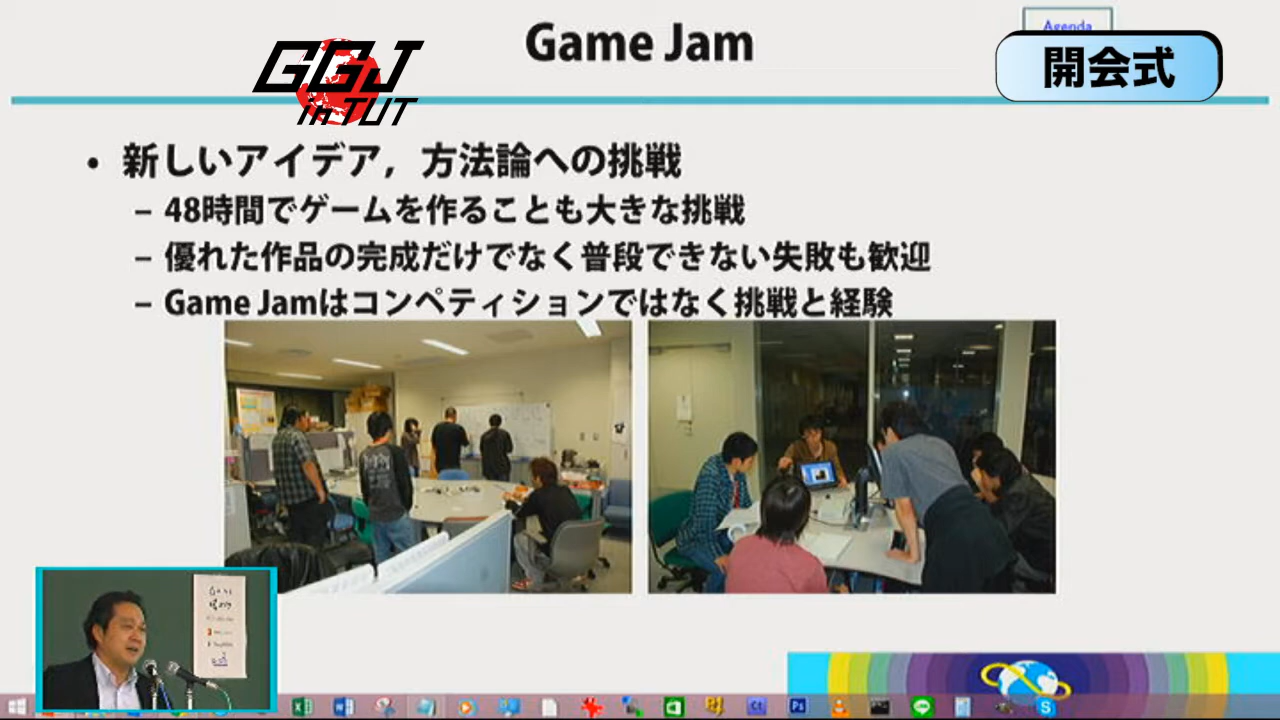 Game Jam
Agenda
開会式
GGJ
in TUT
• 新しいアイデア，方法論への挑戦
– 48時間でゲームを作ることも大きな挑戦
– 優れた作品の完成だけでなく普段できない失敗も歓迎
– Game Jamはコンペティションではなく挑戦と経験